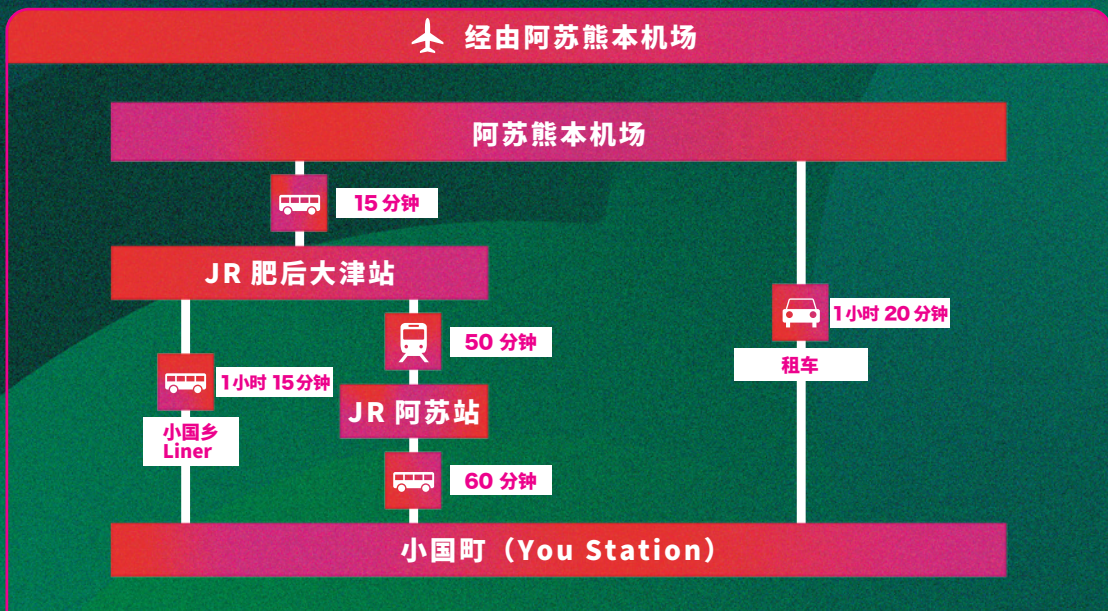 经由阿苏熊本机场
阿苏熊本机场
15 分钟
JR 肥后大津站
1小时 20 分钟
租车
50 分钟
1小时 15分钟
JR 阿苏站
小国乡
Liner
60 分钟
小国町（You Station）